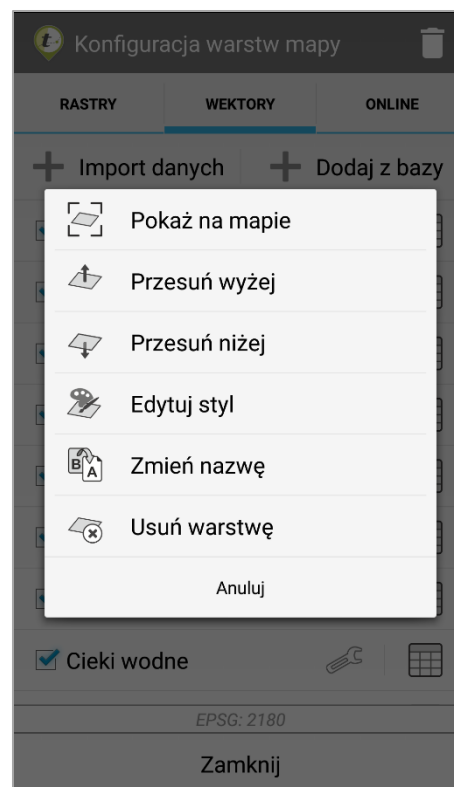 Konfiguracja warstw mapy
RASTRY WEKTORY ONLINE
Import danych Dodaj z bazy
Pokaż na mapie
Przesuń wyżej
Przesuń niżej
Edytuj styl
B A Zmień nazwę
Usuń warstwę
Anuluj
Cieki wodne
EPSG: 2180
Zamknij